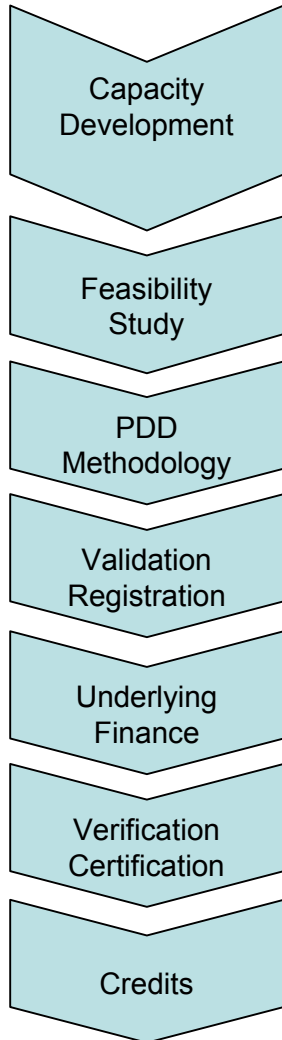 Capacity
Development
Feasibility
Study
PDD
Methodology
Validation
Registration
Underlying
Finance
Verification
Certification
Credits